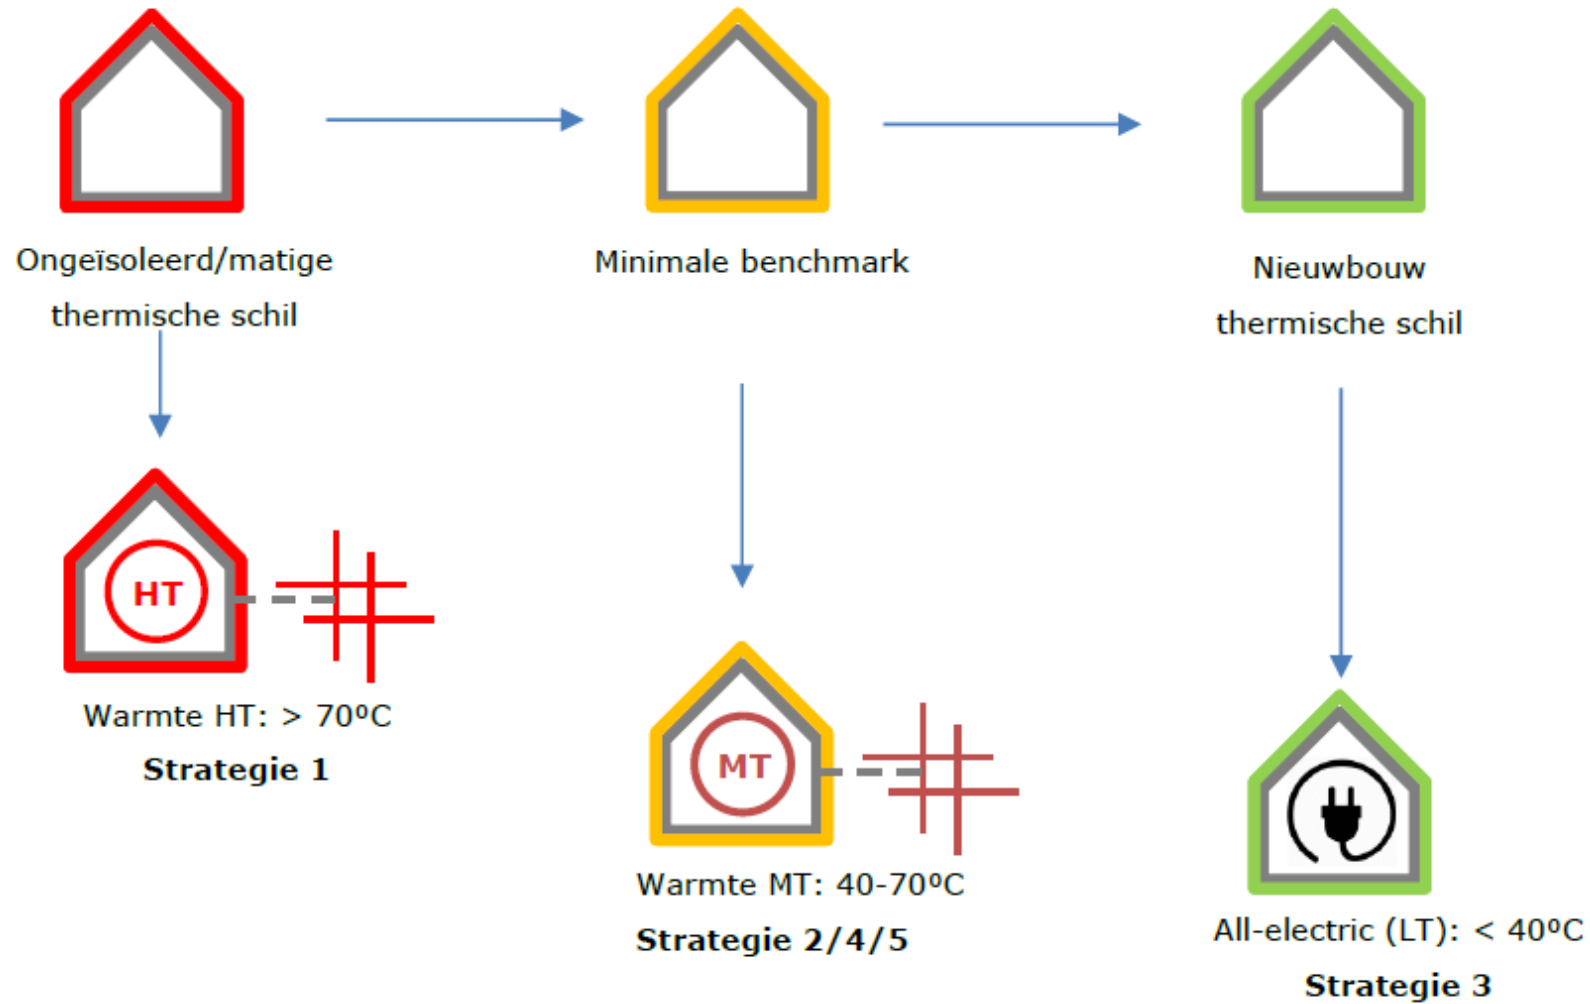 Ongeïsoleerd/matige
thermische schil
Minimale benchmark
Nieuwbouw
thermische schil
HT
Warmte HT: > 70ºC
Strategie 1
MT
Warmte MT: 40-70ºC
Strategie 2/4/5
All-electric (LT): < 40ºC
Strategie 3